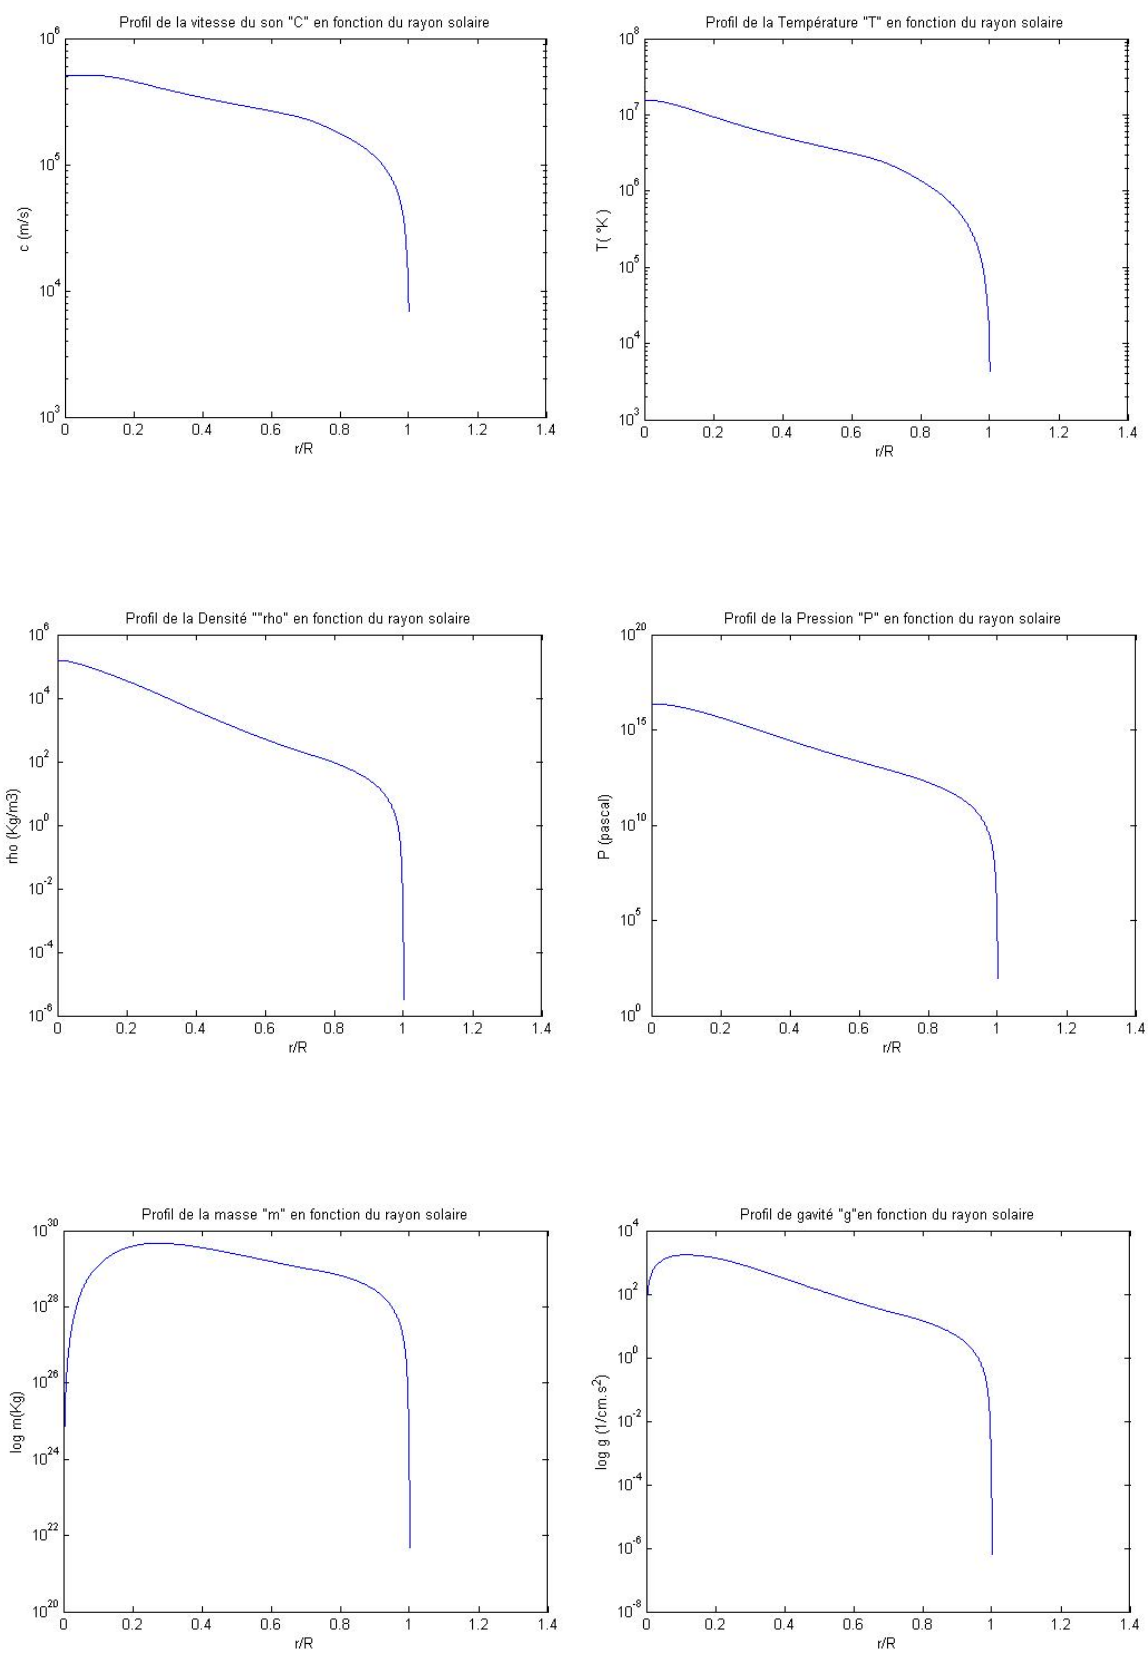 Profil de la vitesse du son "C" en fonction du rayon solaire
10^6
10^5
10^4
10^3
c (m/s)
0 0.2 0.4 0.6 0.8 1 1.2 1.4
r/R
Profil de la Température "T" en fonction du rayon solaire
10^8
10^7
10^6
10^5
10^4
10^3
T( °K )
0 0.2 0.4 0.6 0.8 1 1.2 1.4
r/R
Profil de la Densité ""rho" en fonction du rayon solaire
10^6
10^4
10^2
10^0
10^-2
10^-4
10^-6
rho (Kg/m3)
0 0.2 0.4 0.6 0.8 1 1.2 1.4
r/R
Profil de la Pression "P" en fonction du rayon solaire
10^20
10^15
10^10
10^5
10^0
P (pascal)
0 0.2 0.4 0.6 0.8 1 1.2 1.4
r/R
Profil de la masse "m" en fonction du rayon solaire
10^30
10^28
10^26
10^24
10^22
10^20
log m(Kg)
0 0.2 0.4 0.6 0.8 1 1.2 1.4
r/R
Profil de gavité "g"en fonction du rayon solaire
10^4
10^2
10^0
10^-2
10^-4
10^-6
10^-8
log g (1/cm.s^2)
0 0.2 0.4 0.6 0.8 1 1.2 1.4
r/R